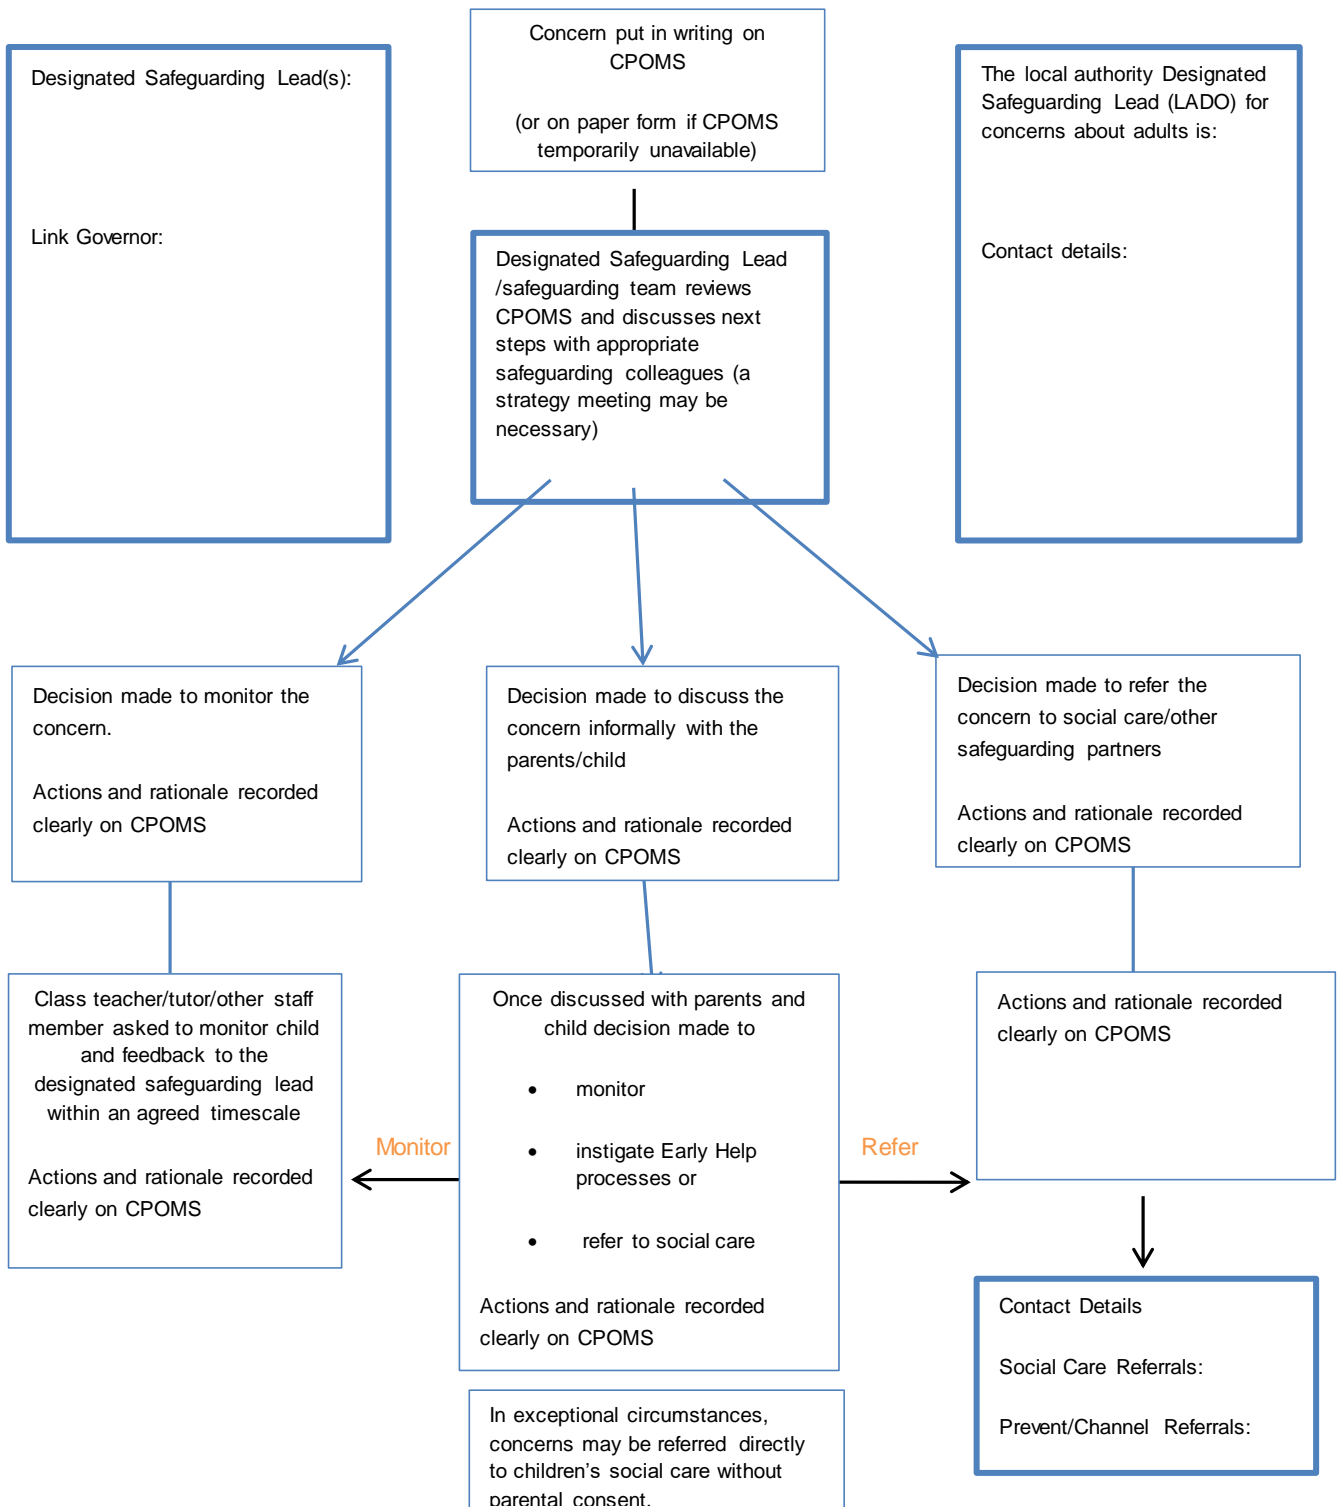 Concern put in writing on
CPOMS
(or on paper form if CPOMS
temporarily unavailable)
Designated Safeguarding Lead(s):
Link Governor:
The local authority Designated
Safeguarding Lead (LADO) for
concerns about adults is:
Contact details:
Designated Safeguarding Lead
/safeguarding team reviews
CPOMS and discusses next
steps with appropriate
safeguarding colleagues (a
strategy meeting may be
necessary)
Decision made to monitor the
concern.
Actions and rationale recorded
clearly on CPOMS
Decision made to discuss the
concern informally with the
parents/child
Actions and rationale recorded
clearly on CPOMS
Decision made to refer the
concern to social care/other
safeguarding partners
Actions and rationale recorded
clearly on CPOMS
Class teacher/tutor/other staff
member asked to monitor child
and feedback to the
designated safeguarding lead
within an agreed timescale
Actions and rationale recorded
clearly on CPOMS
Monitor
Once discussed with parents and
child decision made to
• monitor
• instigate Early Help
processes or
• refer to social care
Actions and rationale recorded
clearly on CPOMS
Refer
Actions and rationale recorded
clearly on CPOMS
Contact Details
Social Care Referrals:
Prevent/Channel Referrals:
In exceptional circumstances,
concerns may be referred directly
to children's social care without
parental consent.